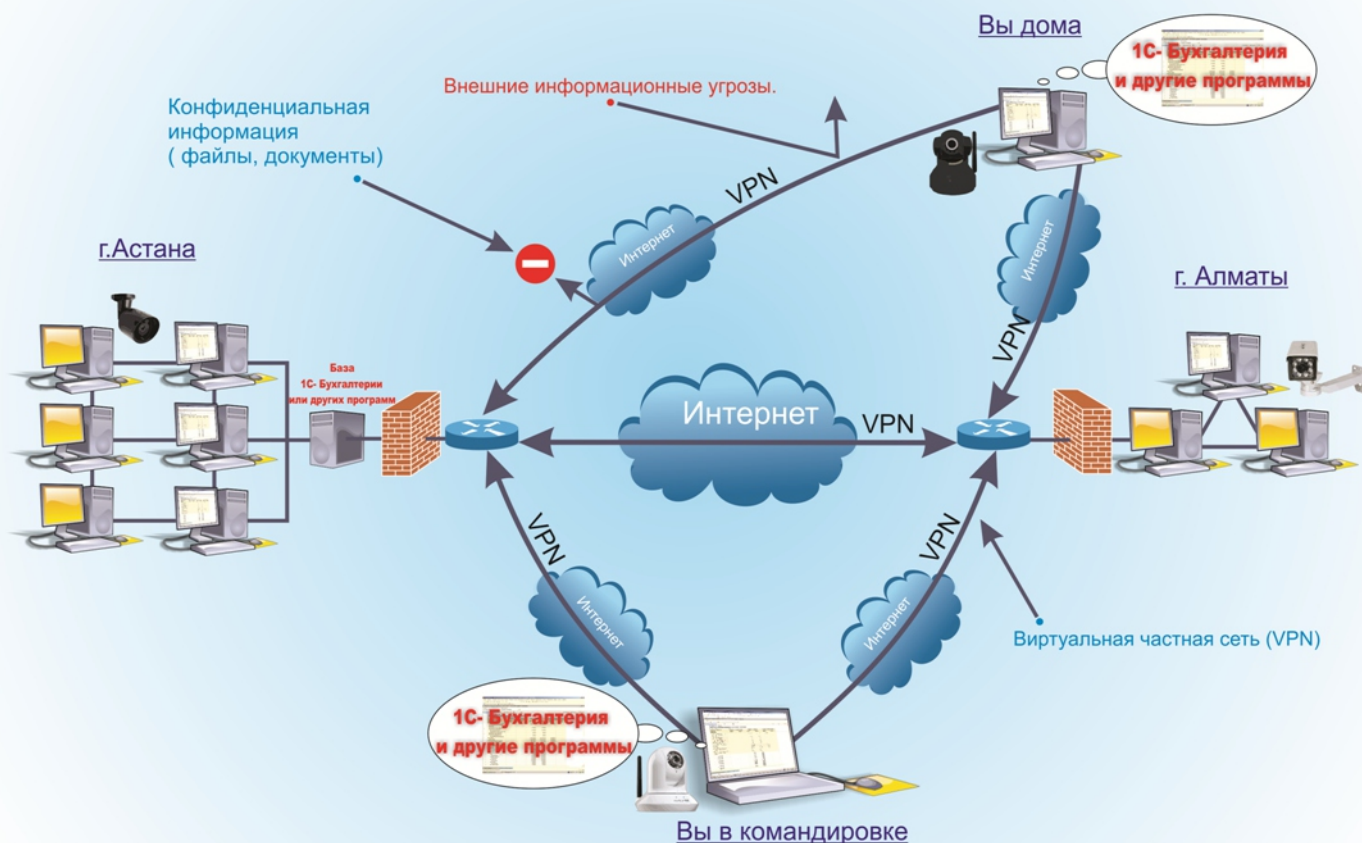 Вы дома
1С- Бухгалтерия
и другие программы
Внешние информационные угрозы.
Конфиденциальная
информация
( файлы, документы)
VPN
Интернет
Интернет
г.Астана
г. Алматы
VPN
База
1С- Бухгалтерии
или других программ
Интернет
VPN
VPN
VPN
Интернет
Интернет
Виртуальная частная сеть (VPN)
1С- Бухгалтерия
и другие программы
Вы в командировке